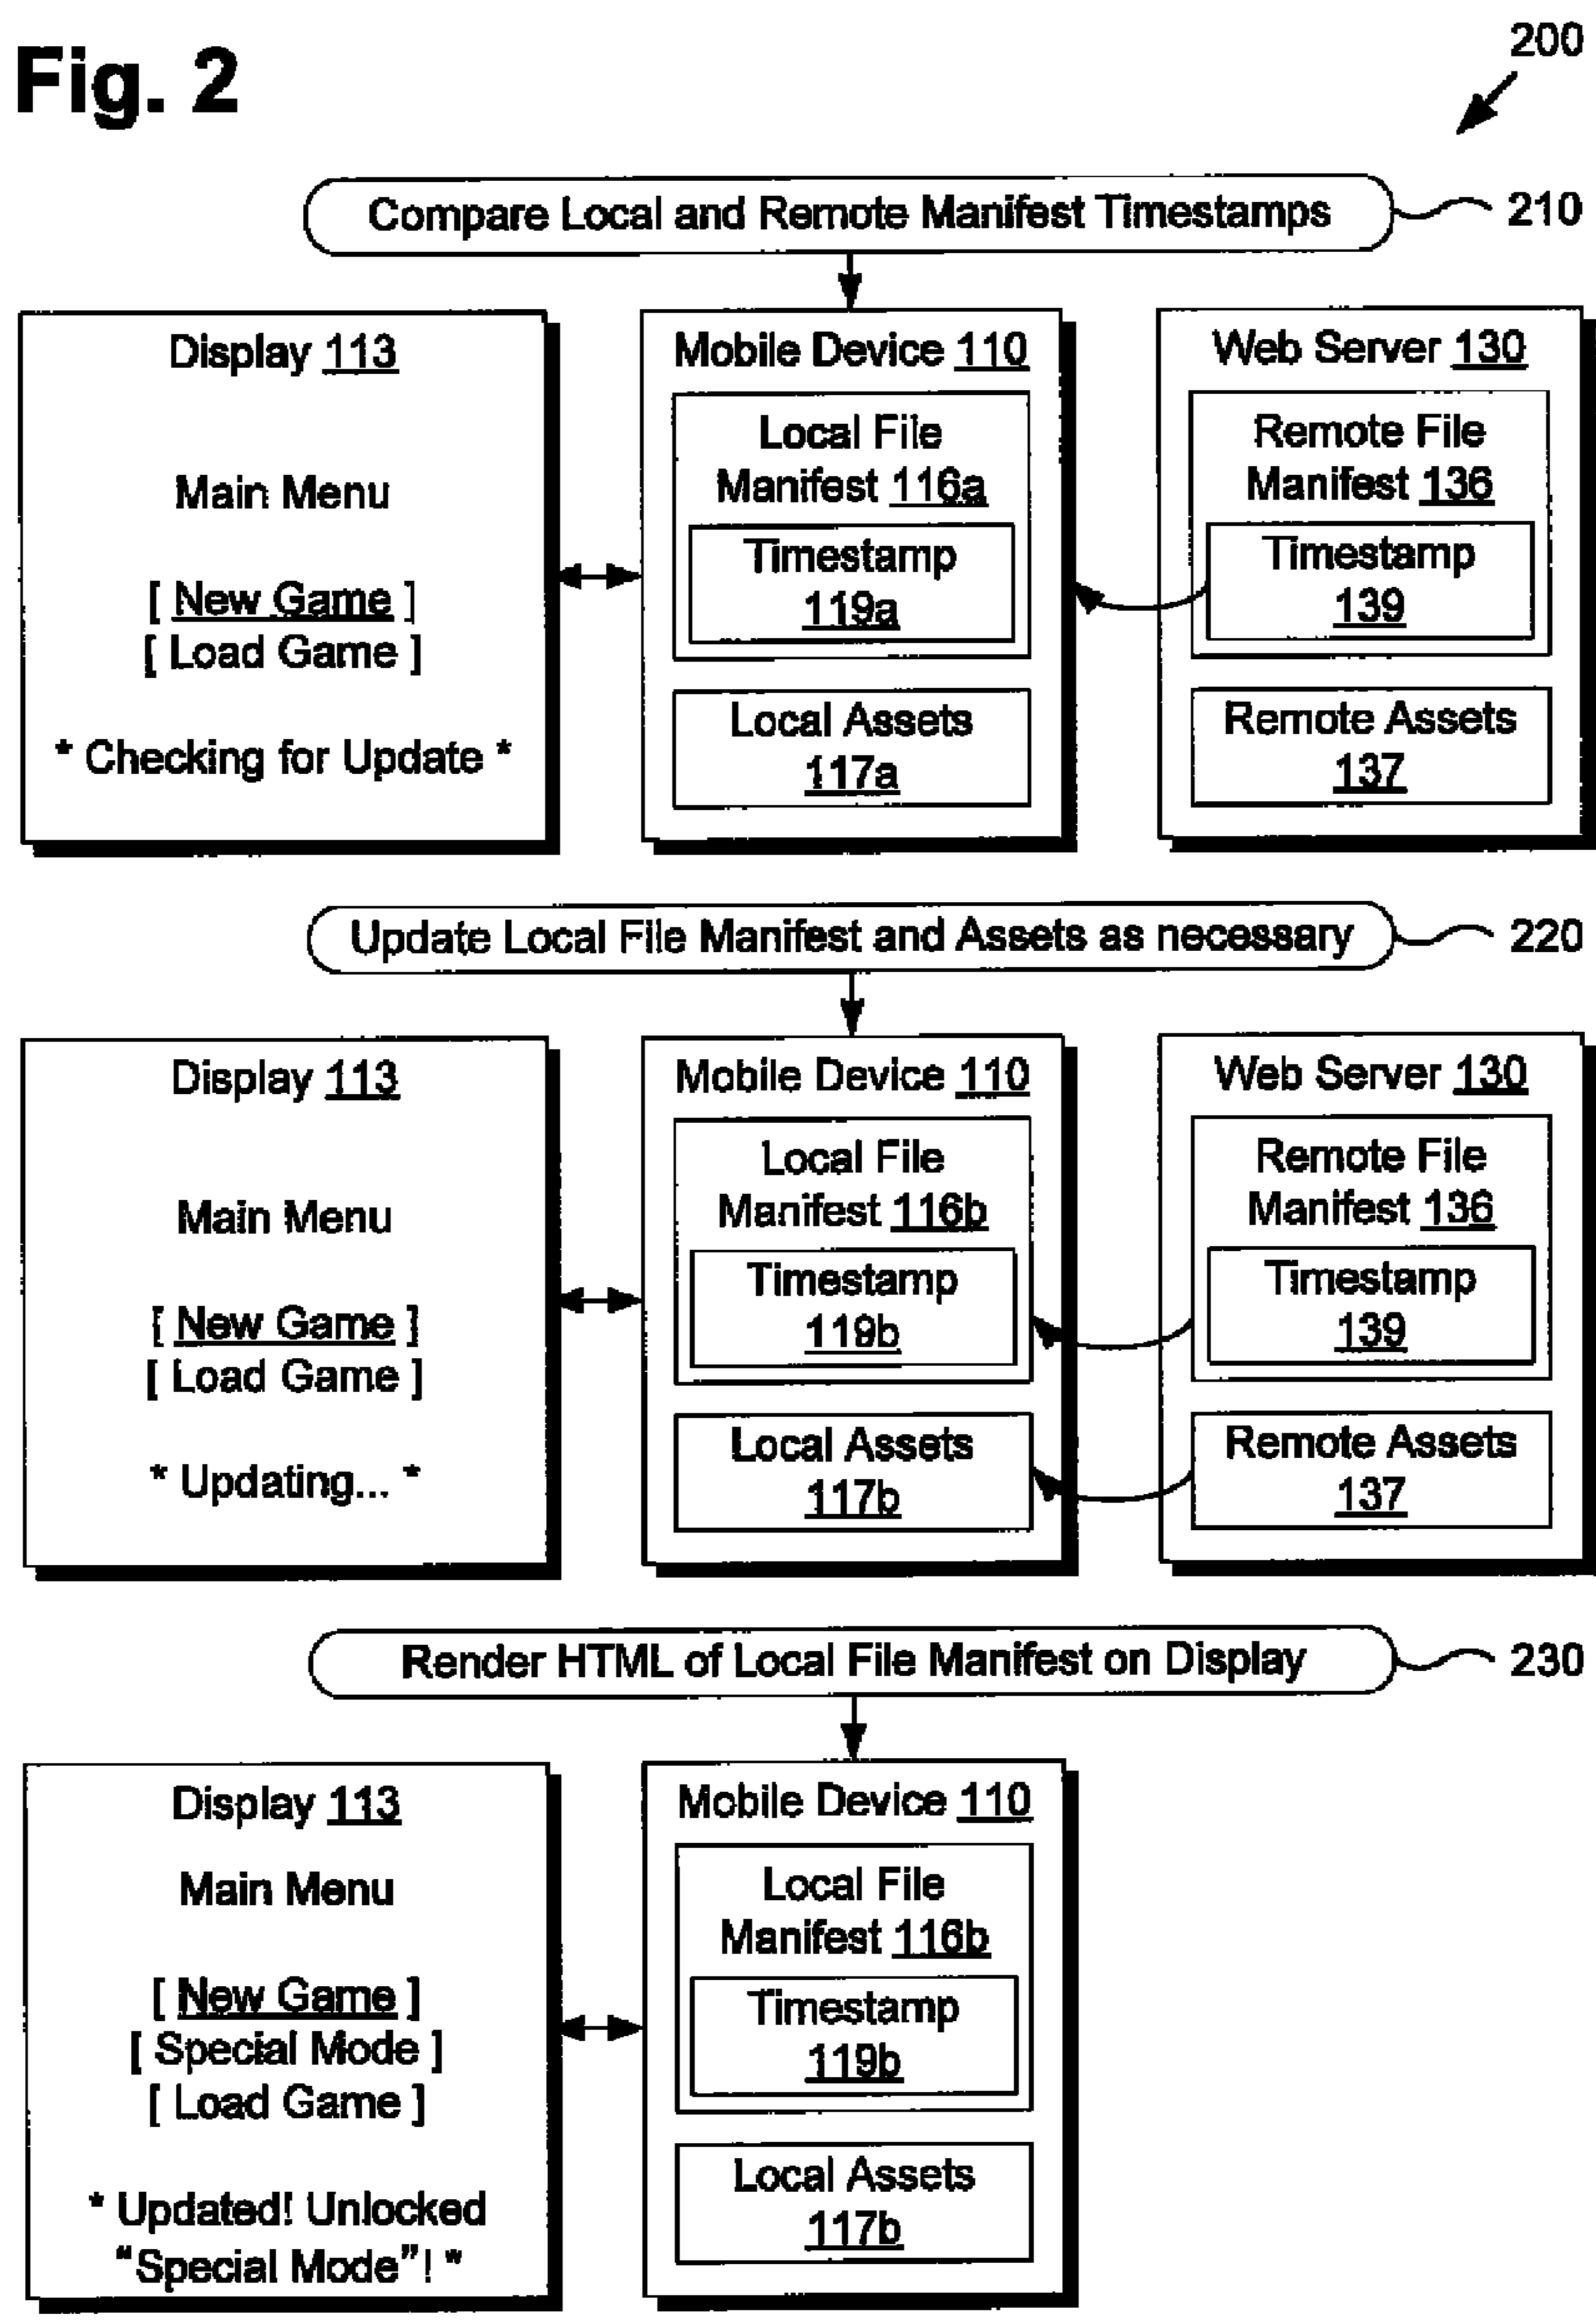 Fig. 2
200
Compare Local and Remote Manifest Timestamps
210
Display 113
Main Menu
[ New Game ]
[ Load Game ]
* Checking for Update *
Mobile Device 110
Local File
Manifest 116a
Timestamp
119a
Local Assets
117a
Web Server 130
Remote File
Manifest 136
Timestamp
139
Remote Assets
137
Update Local File Manifest and Assets as necessary
220
Display 113
Main Menu
[ New Game ]
[ Load Game ]
* Updating... *
Mobile Device 110
Local File
Manifest 116b
Timestamp
119b
Local Assets
117b
Web Server 130
Remote File
Manifest 136
Timestamp
139
Remote Assets
137
Render HTML of Local File Manifest on Display
230
Display 113
Main Menu
[ New Game ]
[ Special Mode ]
[ Load Game ]
* Updated! Unlocked
“Special Mode”! *
Mobile Device 110
Local File
Manifest 116b
Timestamp
119b
Local Assets
117b